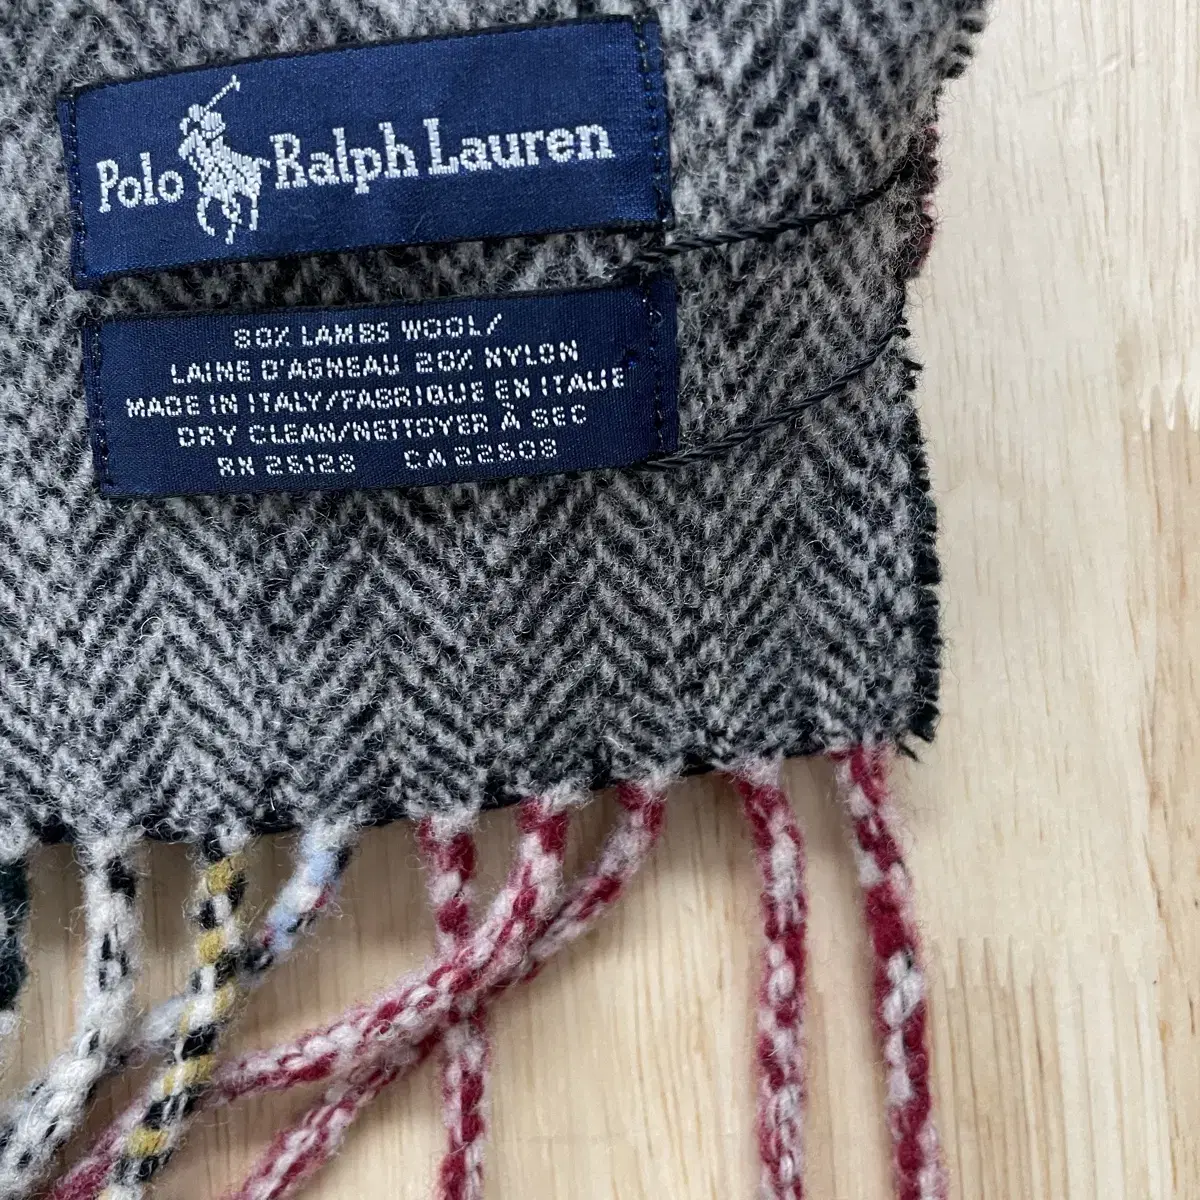 Polo Ralph Lauren
80% LAMBS WOOL/
LAINE D'AGNEAU 20% NYLON
MADE IN ITALY/FABRIQUE EN ITALIE
DRY CLEAN/NETTOYER À SEC
RN 25128 CA 22508